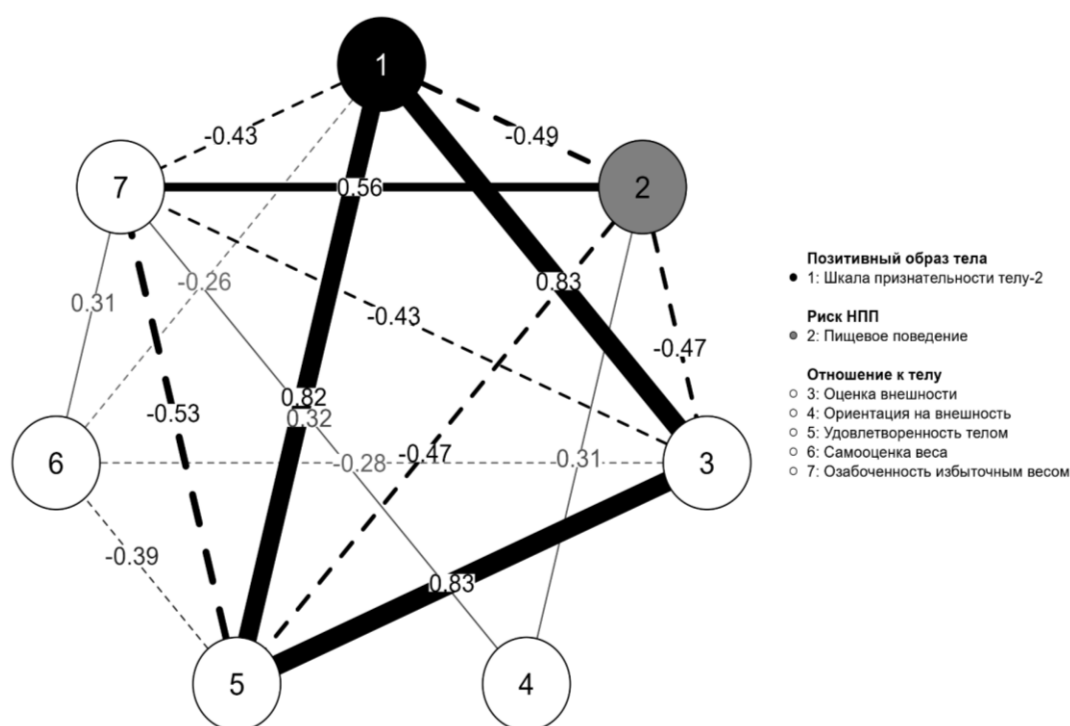 1
-0.43
-0.49
7
0.56
2
-0.26
0.83
0.31
-0.43
-0.47
0.82
-0.53
0.32
-0.47
6
-0.28
0.31
3
-0.39
0.83
5
4
Позитивный образ тела
1: Шкала признательности телу-2
Риск НПП
2: Пищевое поведение
Отношение к телу
3: Оценка внешности
4: Ориентация на внешность
5: Удовлетворенность телом
6: Самооценка веса
7: Озабоченность избыточным весом